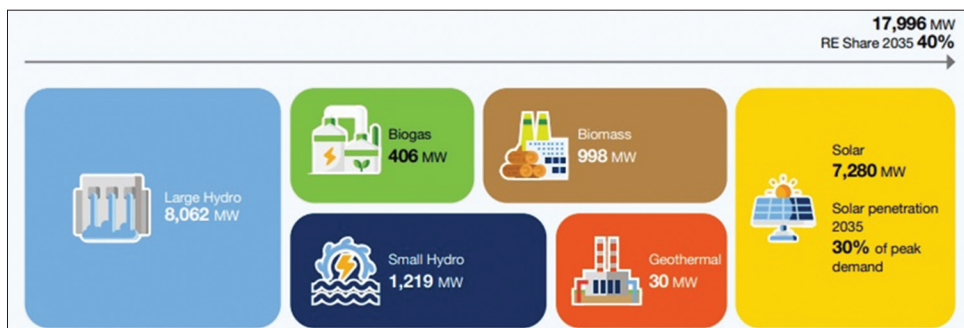 17,996 MW
RE Share 2035 40%
Large Hydro
8,062 MW
Biogas
406 MW
Biomass
998 MW
Small Hydro
1,219 MW
Geothermal
30 MW
Solar
7,280 MW
Solar penetration
2035
30% of peak
demand